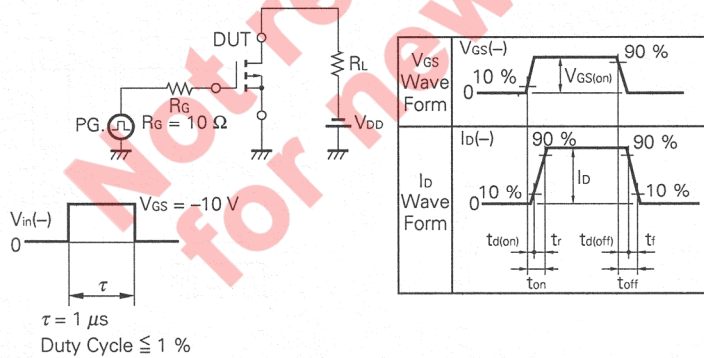 DUT
RL
RG
PG.
RG = 10 Ω
VDD
Vin(−)
0
VGS = −10 V
τ
τ = 1 μs
Duty Cycle ≦ 1 %
VGS
Wave
Form
VGS(−)
10 %
0
VGS(on)
90 %
ID
Wave
Form
ID(−)
90 %
90 %
10 %
0
ID
10 %
td(on)
tr
td(off)
tf
ton
toff
Not re
for new